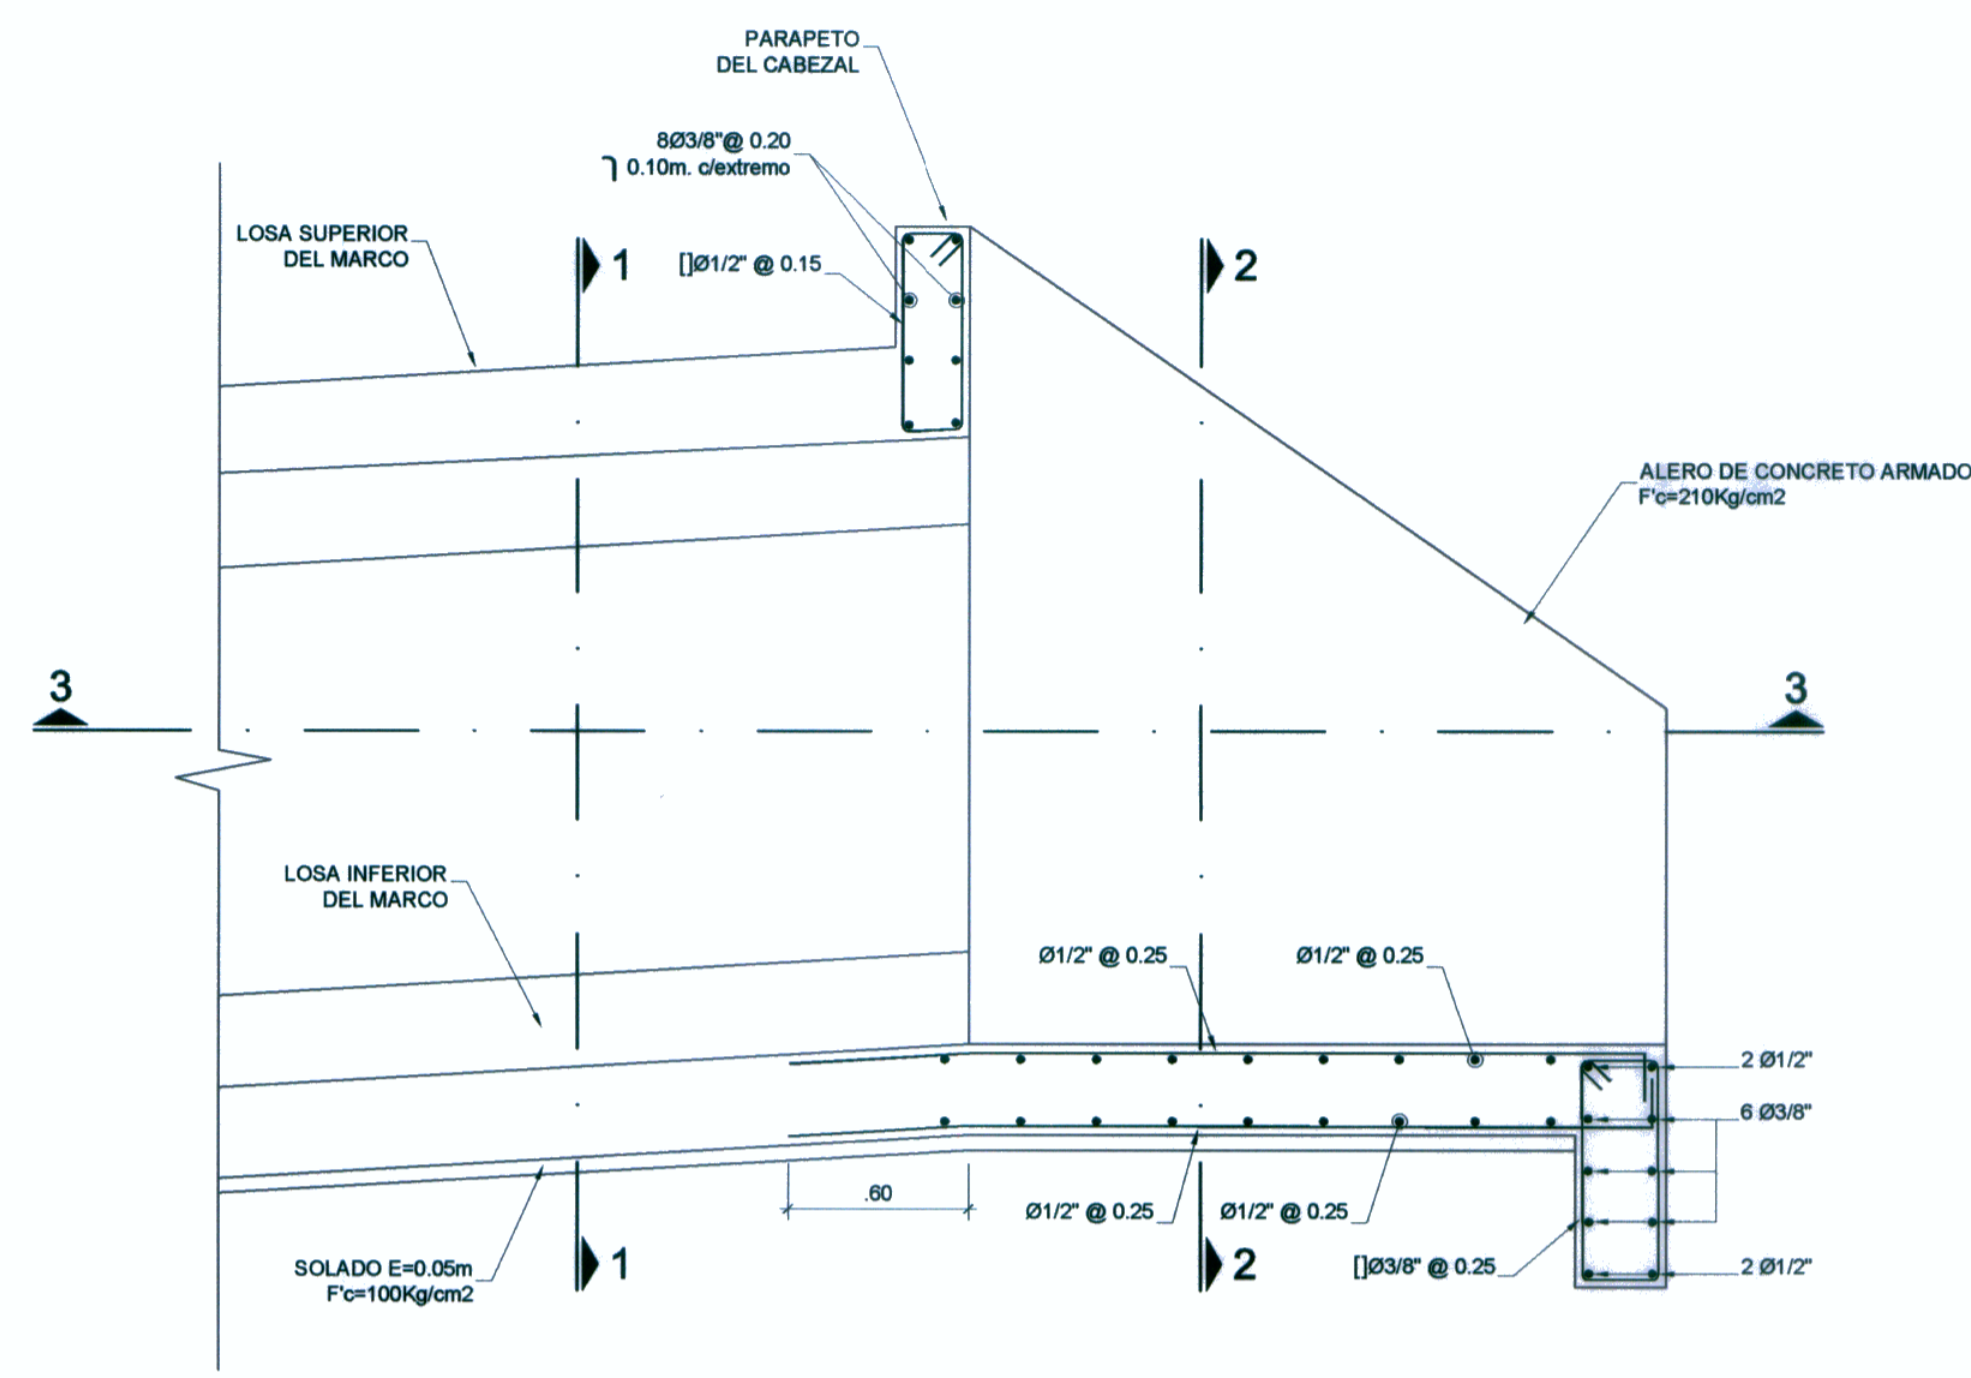 PARAPETO
DEL CABEZAL
8Ø3/8"@ 0.20
0.10m. c/extremo
LOSA SUPERIOR
DEL MARCO
[]Ø1/2" @ 0.15
1
2
ALERO DE CONCRETO ARMADO
F'c=210Kg/cm2
3
3
LOSA INFERIOR
DEL MARCO
Ø1/2" @ 0.25
Ø1/2" @ 0.25
2 Ø1/2"
6 Ø3/8"
.60
Ø1/2" @ 0.25
Ø1/2" @ 0.25
SOLADO E=0.05m
F'c=100Kg/cm2
1
2
[]Ø3/8" @ 0.25
2 Ø1/2"